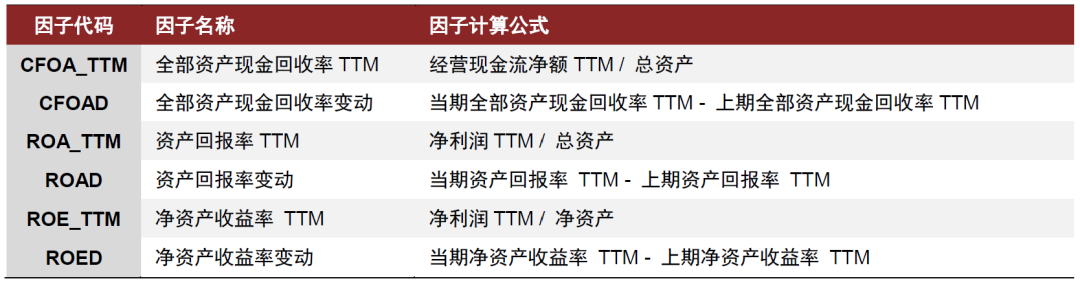 因子代码 因子名称 因子计算公式
CFOA_TTM 全部资产现金回收率 TTM 经营现金流净额 TTM / 总资产
CFOAD 全部资产现金回收率变动 当期全部资产现金回收率 TTM - 上期全部资产现金回收率 TTM
ROA_TTM 资产回报率 TTM 净利润 TTM / 总资产
ROAD 资产回报率变动 当期资产回报率 TTM - 上期资产回报率 TTM
ROE_TTM 净资产收益率 TTM 净利润 TTM / 净资产
ROED 净资产收益率变动 当期净资产收益率 TTM - 上期净资产收益率 TTM